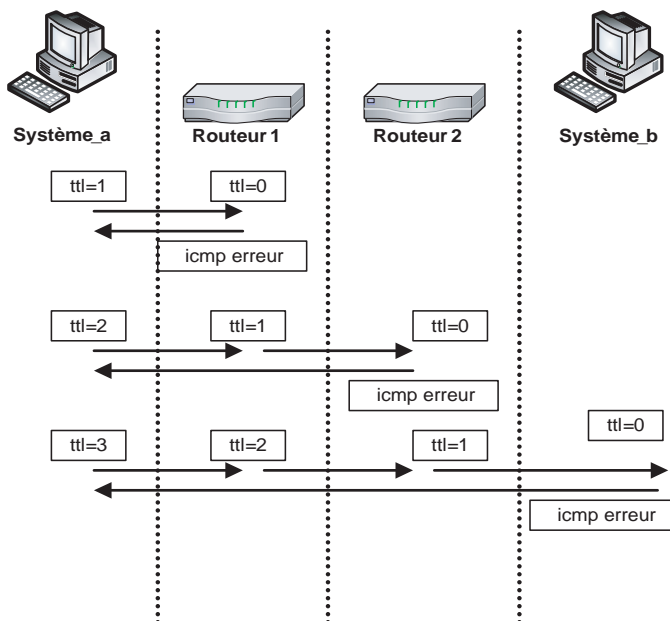 Système_a
Routeur 1
Routeur 2
Système_b
ttl=1
ttl=0
icmp erreur
ttl=2
ttl=1
ttl=0
icmp erreur
ttl=0
ttl=3
ttl=2
ttl=1
icmp erreur